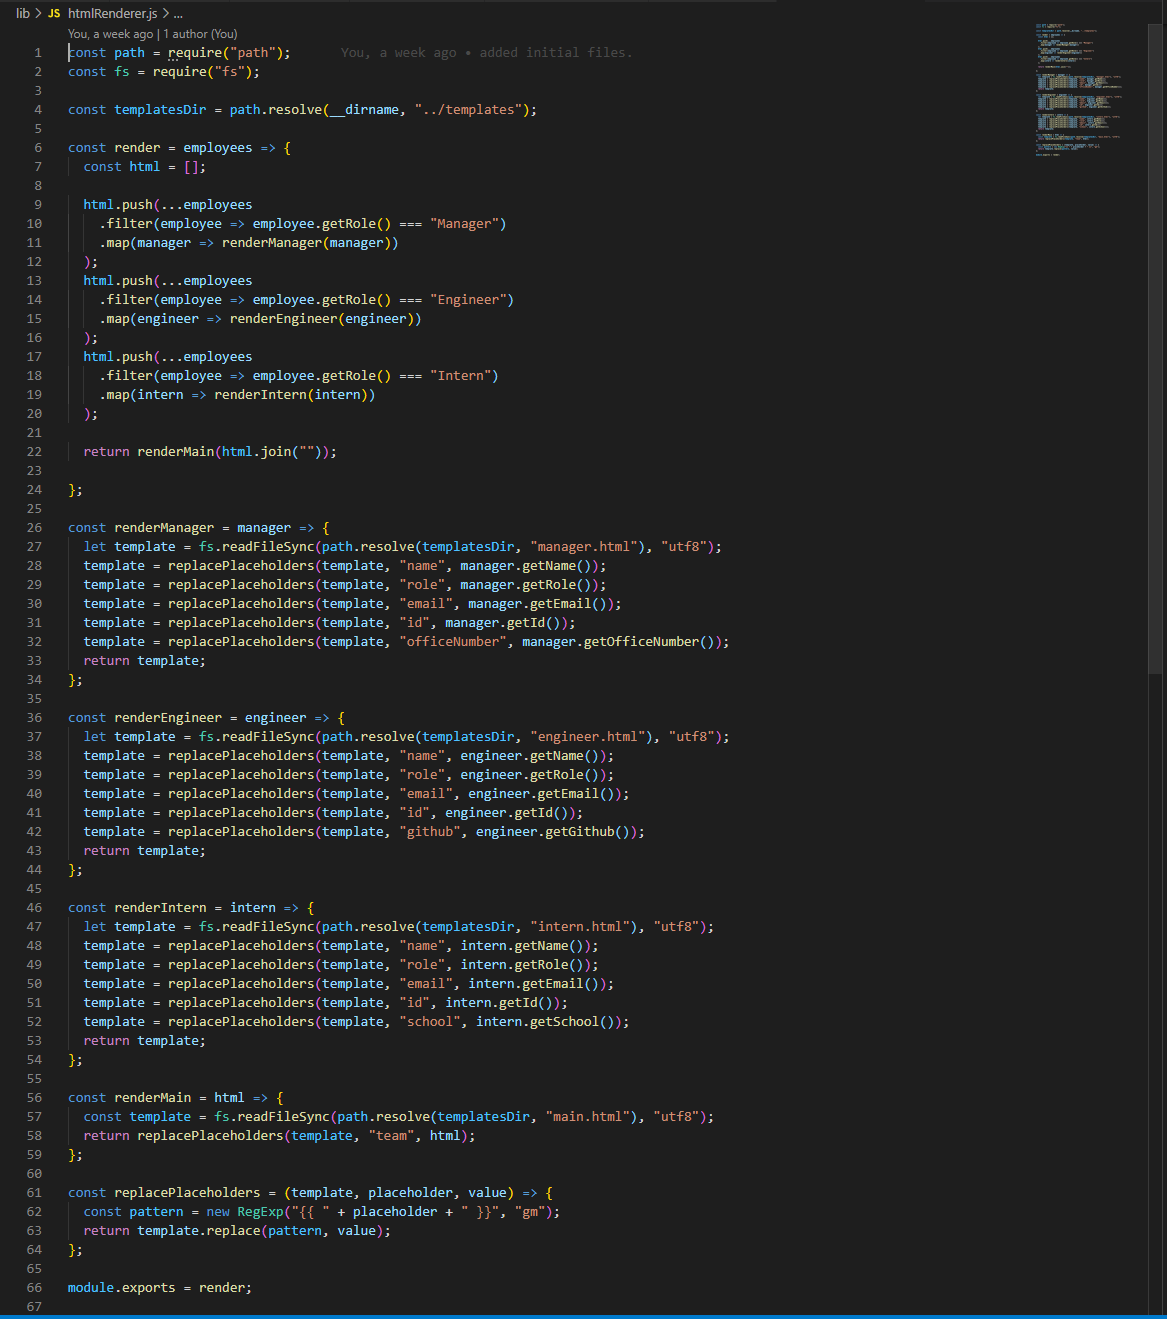 lib > JS htmlRenderer.js > ...
You, a week ago | 1 author (You)
1 const path = require("path"); You, a week ago • added initial files.
2 const fs = require("fs");
3
4 const templatesDir = path.resolve(__dirname, "../templates");
5
6 const render = employees => {
7 const html = [];
8
9 html.push(...employees
10 .filter(employee => employee.getRole() === "Manager")
11 .map(manager => renderManager(manager))
12 );
13 html.push(...employees
14 .filter(employee => employee.getRole() === "Engineer")
15 .map(engineer => renderEngineer(engineer))
16 );
17 html.push(...employees
18 .filter(employee => employee.getRole() === "Intern")
19 .map(intern => renderIntern(intern))
20 );
21
22 return renderMain(html.join(""));
23
24 };
25
26 const renderManager = manager => {
27 let template = fs.readFileSync(path.resolve(templatesDir, "manager.html"), "utf8");
28 template = replacePlaceholders(template, "name", manager.getName());
29 template = replacePlaceholders(template, "role", manager.getRole());
30 template = replacePlaceholders(template, "email", manager.getEmail());
31 template = replacePlaceholders(template, "id", manager.getId());
32 template = replacePlaceholders(template, "officeNumber", manager.getOfficeNumber());
33 return template;
34 };
35
36 const renderEngineer = engineer => {
37 let template = fs.readFileSync(path.resolve(templatesDir, "engineer.html"), "utf8");
38 template = replacePlaceholders(template, "name", engineer.getName());
39 template = replacePlaceholders(template, "role", engineer.getRole());
40 template = replacePlaceholders(template, "email", engineer.getEmail());
41 template = replacePlaceholders(template, "id", engineer.getId());
42 template = replacePlaceholders(template, "github", engineer.getGithub());
43 return template;
44 };
45
46 const renderIntern = intern => {
47 let template = fs.readFileSync(path.resolve(templatesDir, "intern.html"), "utf8");
48 template = replacePlaceholders(template, "name", intern.getName());
49 template = replacePlaceholders(template, "role", intern.getRole());
50 template = replacePlaceholders(template, "email", intern.getEmail());
51 template = replacePlaceholders(template, "id", intern.getId());
52 template = replacePlaceholders(template, "school", intern.getSchool());
53 return template;
54 };
55
56 const renderMain = html => {
57 const template = fs.readFileSync(path.resolve(templatesDir, "main.html"), "utf8");
58 return replacePlaceholders(template, "team", html);
59 };
60
61 const replacePlaceholders = (template, placeholder, value) => {
62 const pattern = new RegExp("{{ " + placeholder + " }}", "gm");
63 return template.replace(pattern, value);
64 };
65
66 module.exports = render;
67